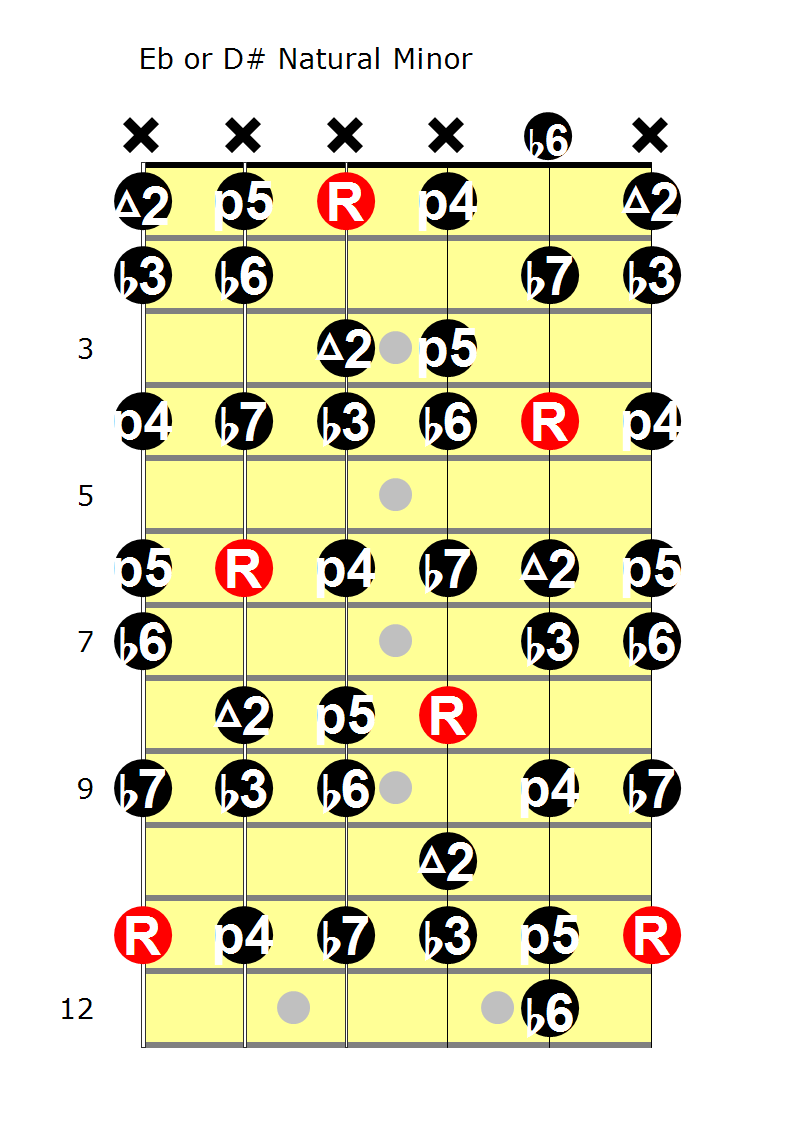 Eb or D# Natural Minor
♭6
Δ2 p5 R p4 Δ2
♭3 ♭6 ♭7 ♭3
3 Δ2 p5
p4 ♭7 ♭3 ♭6 R p4
5
p5 R p4 ♭7 Δ2 p5
7 ♭6 ♭3 ♭6
Δ2 p5 R
9 ♭7 ♭3 ♭6 p4 ♭7
Δ2
R p4 ♭7 ♭3 p5 R
12 ♭6